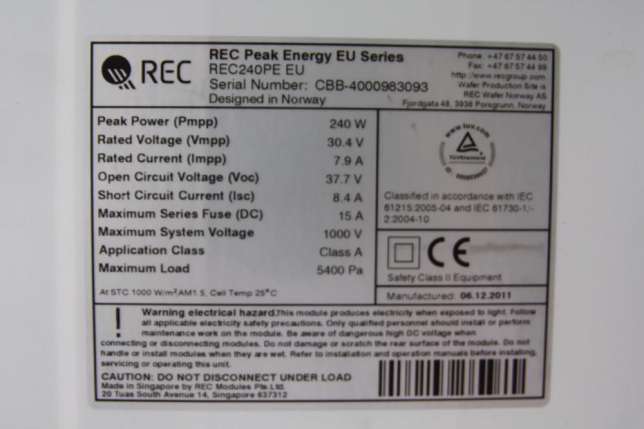 REC
REC Peak Energy EU Series
REC240PE EU
Serial Number: CBB-4000983093
Designed in Norway
Phone: +47 67 57 44 50
Fax: +47 67 57 44 99
http://www.recgroup.com
Wafer Production Site is
REC Wafer Norway AS
Fjordgata 48, 3936 Porsgrunn, Norway
Peak Power (Pmpp) 240 W
Rated Voltage (Vmpp) 30.4 V
Rated Current (Impp) 7.9 A
Open Circuit Voltage (Voc) 37.7 V
Short Circuit Current (Isc) 8.4 A
Maximum Series Fuse (DC) 15 A
Maximum System Voltage 1000 V
Application Class Class A
Maximum Load 5400 Pa
At STC 1000 W/m², AM1.5, Cell Temp 25°C
www.tuv.com
TÜVRheinland
Classified in accordance with IEC
61215:2005-04 and IEC 61730-1/-
2:2004-10
CE
Safety Class II Equipment
Manufactured: 06.12.2011
! Warning electrical hazard. This module produces electricity when exposed to light. Follow
all applicable electricity safety precautions. Only qualified personnel should install or perform
maintenance work on the module. Be aware of dangerous high DC voltage when
connecting or disconnecting modules. Do not damage or scratch the rear surface of the module. Do not
handle or install modules when they are wet. Refer to installation and operation manuals before installing,
servicing or operating this unit.
CAUTION: DO NOT DISCONNECT UNDER LOAD
Made in Singapore by REC Modules Pte.Ltd.
20 Tuas South Avenue 14, Singapore 637312